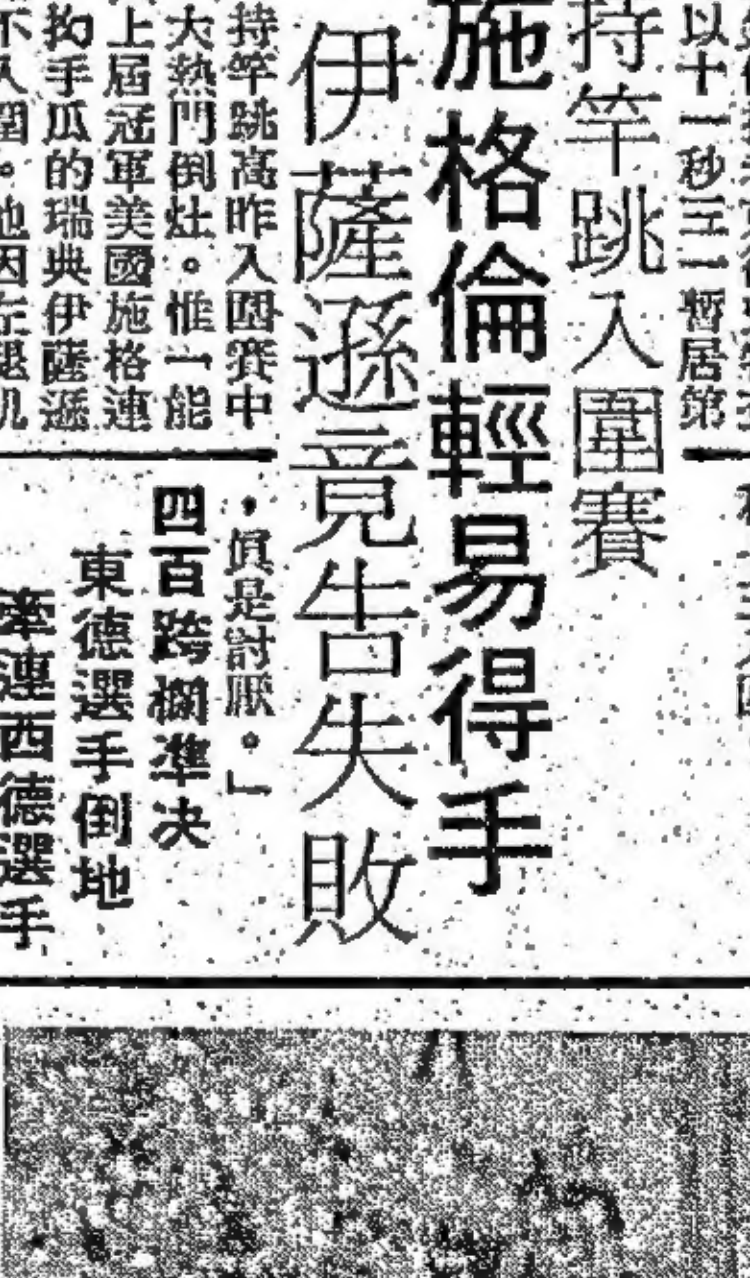 以十一秒三一暫居第
持竿跳入圍賽
施格倫輕易得手
伊薩遜竟告失敗
持竿跳高昨入圍賽中
大熱門倒灶。惟一能
上屆冠軍美國施格連
拗手瓜的瑞典伊薩遜
不入圍。他因左腿肌
,眞是討厭。」
四百跨欄準決
東德選手倒地
牽連西德選手